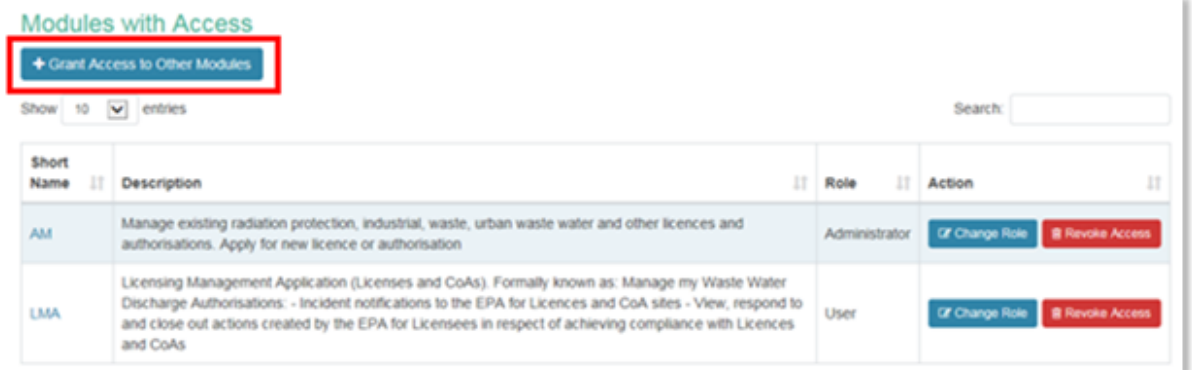 Modules with Access
+ Grant Access to Other Modules
Show 10 entries
Search:
Short
Name
Description
Role
Action
AM
Manage existing radiation protection, industrial, waste, urban waste water and other licences and
authorisations. Apply for new licence or authorisation
Administrator
Change Role
Revoke Access
LMA
Licensing Management Application (Licenses and CoAs). Formally known as: Manage my Waste Water
Discharge Authorisations: - Incident notifications to the EPA for Licences and CoA sites - View, respond to
and close out actions created by the EPA for Licensees in respect of achieving compliance with Licences
and CoAs
User
Change Role
Revoke Access